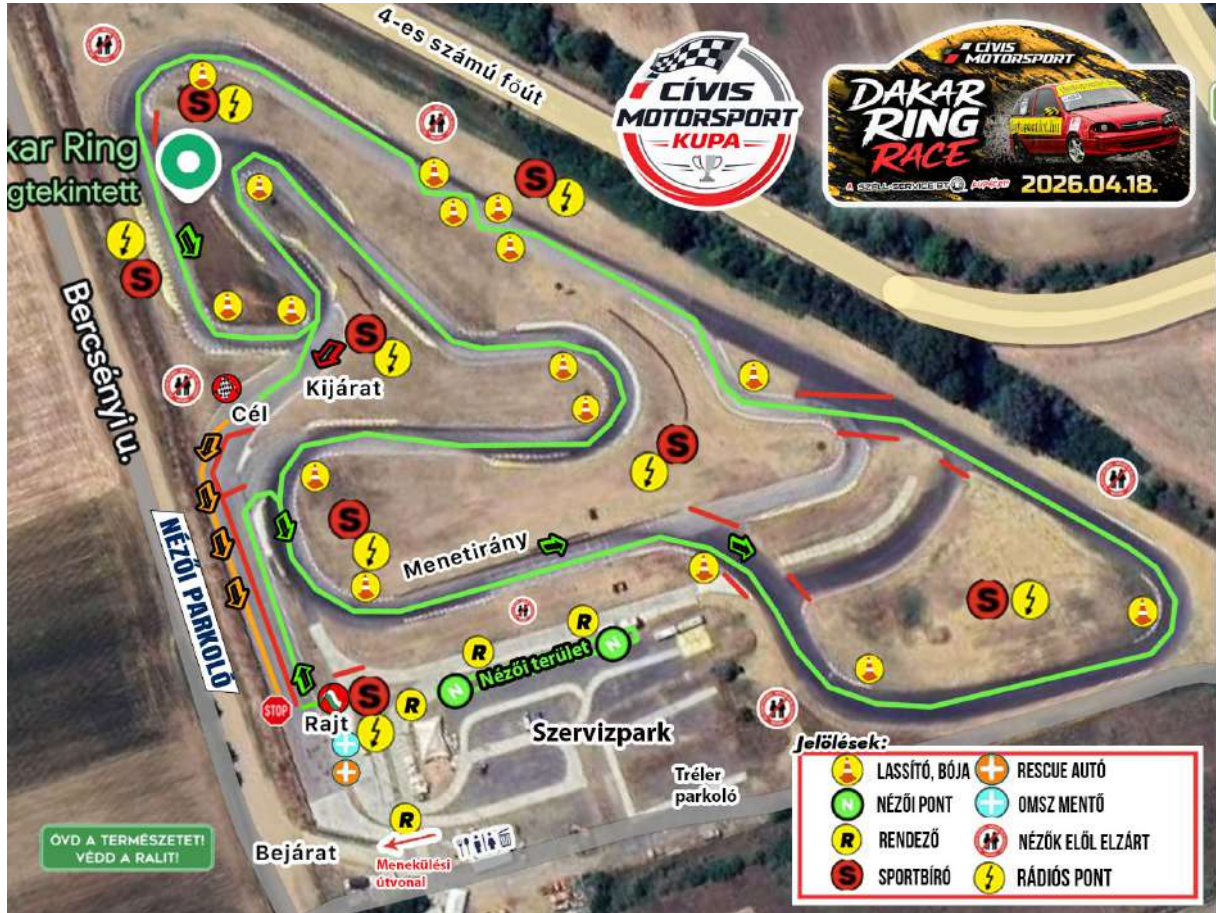 4-es számú főút
CÍVIS
MOTORSPORT
KUPA
CÍVIS
MOTORSPORT
DAKAR
RING
RACE
2026.04.18.
kar Ring
gtekintett
S
S
S
S
Bercsényi u.
Kijárat
Cél
S
S
Menetirány
S
NÉZŐI PARKOLÓ
R
R
N
Nézői terület
N
STOP
Rajt
S
R
Szervizpark
Tréler
parkoló
R
Bejárat
Menekülési
útvonal
ÓVD A TERMÉSZETET!
VÉDD A RALIT!
Jelölések:
LASSÍTÓ, BÓJA
RESCUE AUTÓ
N
NÉZŐI PONT
OMSZ MENTŐ
R
RENDEZŐ
NÉZŐK ELŐL ELZÁRT
S
SPORTBÍRÓ
RÁDIÓS PONT